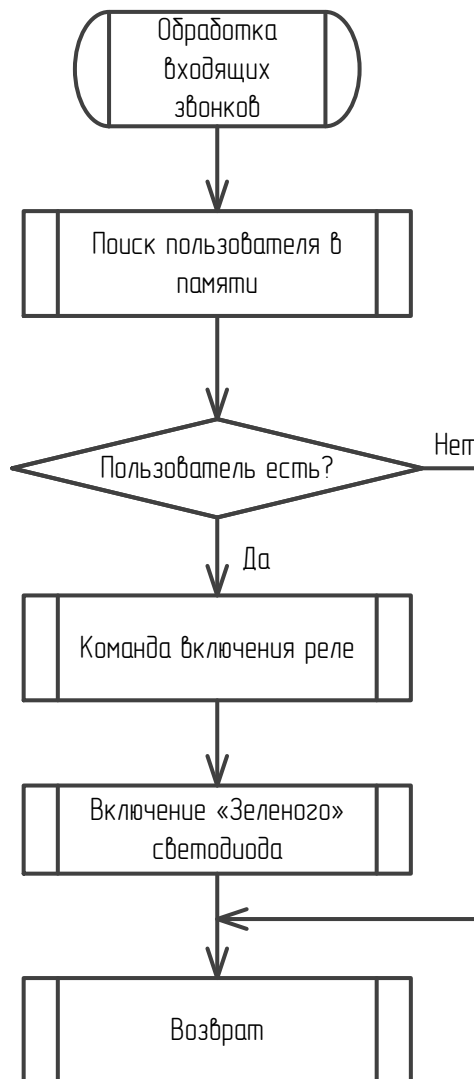 Обработка
входящих
звонков
Поиск пользователя в
памяти
Пользователь есть?
Нет
Да
Команда включения реле
Включение «Зеленого»
светодиода
Возврат